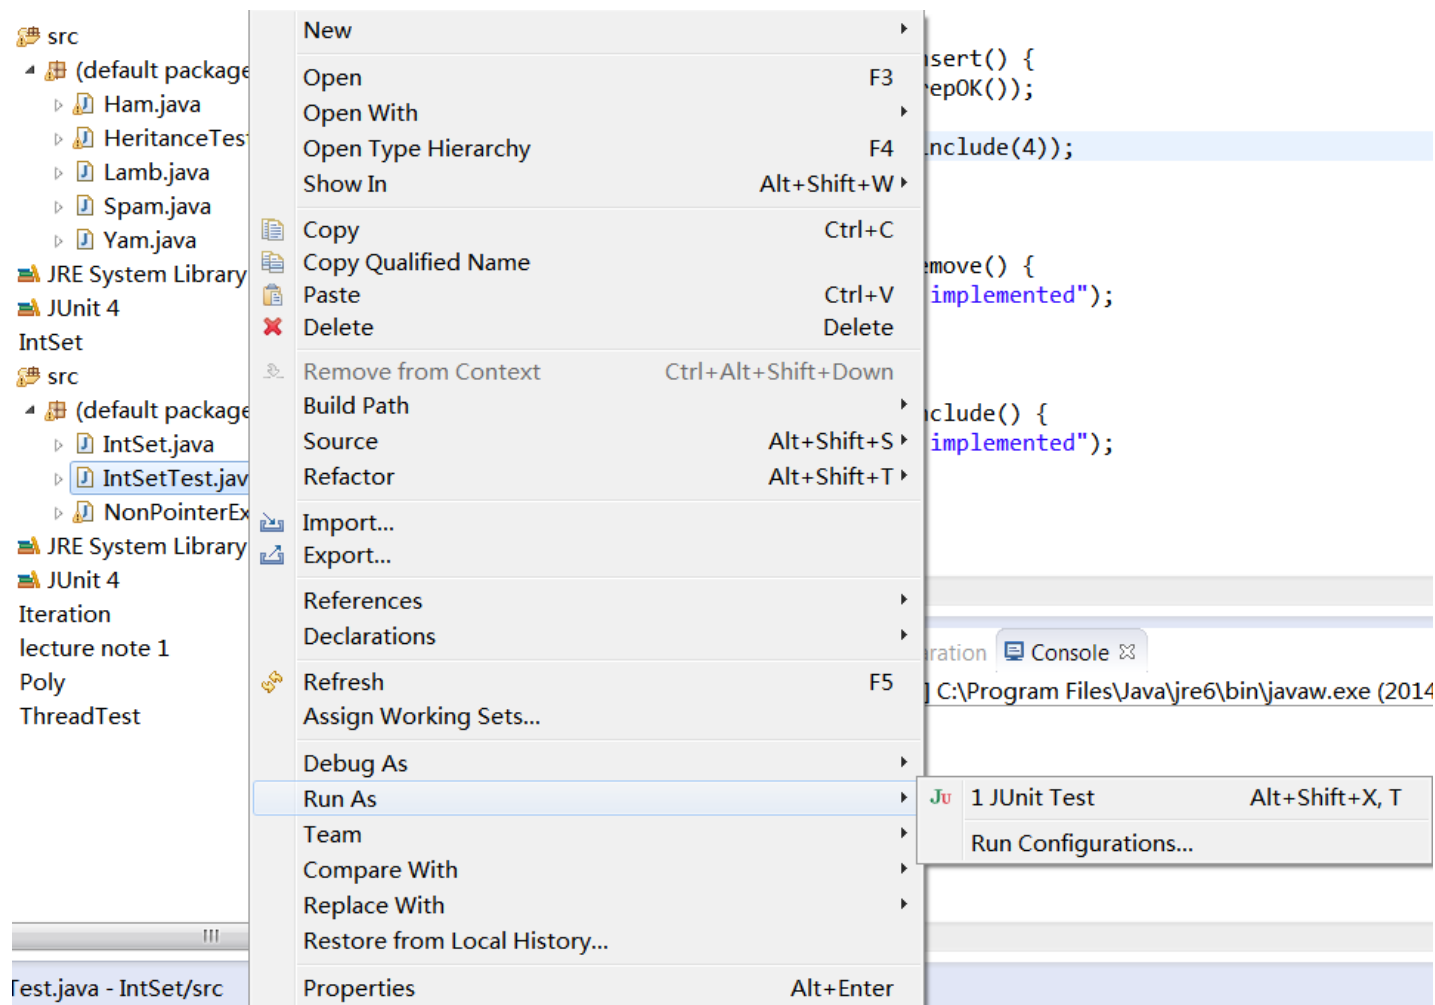 src
(default package
Ham.java
HeritanceTest
Lamb.java
Spam.java
Yam.java
JRE System Library
JUnit 4
IntSet
src
(default package
IntSet.java
IntSetTest.jav
NonPointerEx
JRE System Library
JUnit 4
Iteration
lecture note 1
Poly
ThreadTest
Test.java - IntSet/src
New
Open F3
Open With
Open Type Hierarchy F4
Show In Alt+Shift+W
Copy Ctrl+C
Copy Qualified Name
Paste Ctrl+V
Delete Delete
Remove from Context Ctrl+Alt+Shift+Down
Build Path
Source Alt+Shift+S
Refactor Alt+Shift+T
Import...
Export...
References
Declarations
Refresh F5
Assign Working Sets...
Debug As
Run As
Team
Compare With
Replace With
Restore from Local History...
Properties Alt+Enter
1 JUnit Test Alt+Shift+X, T
Run Configurations...
nsert() {
repOK());
include(4));
emove() {
implemented");
nclude() {
implemented");
aration Console
] C:\Program Files\Java\jre6\bin\javaw.exe (2014